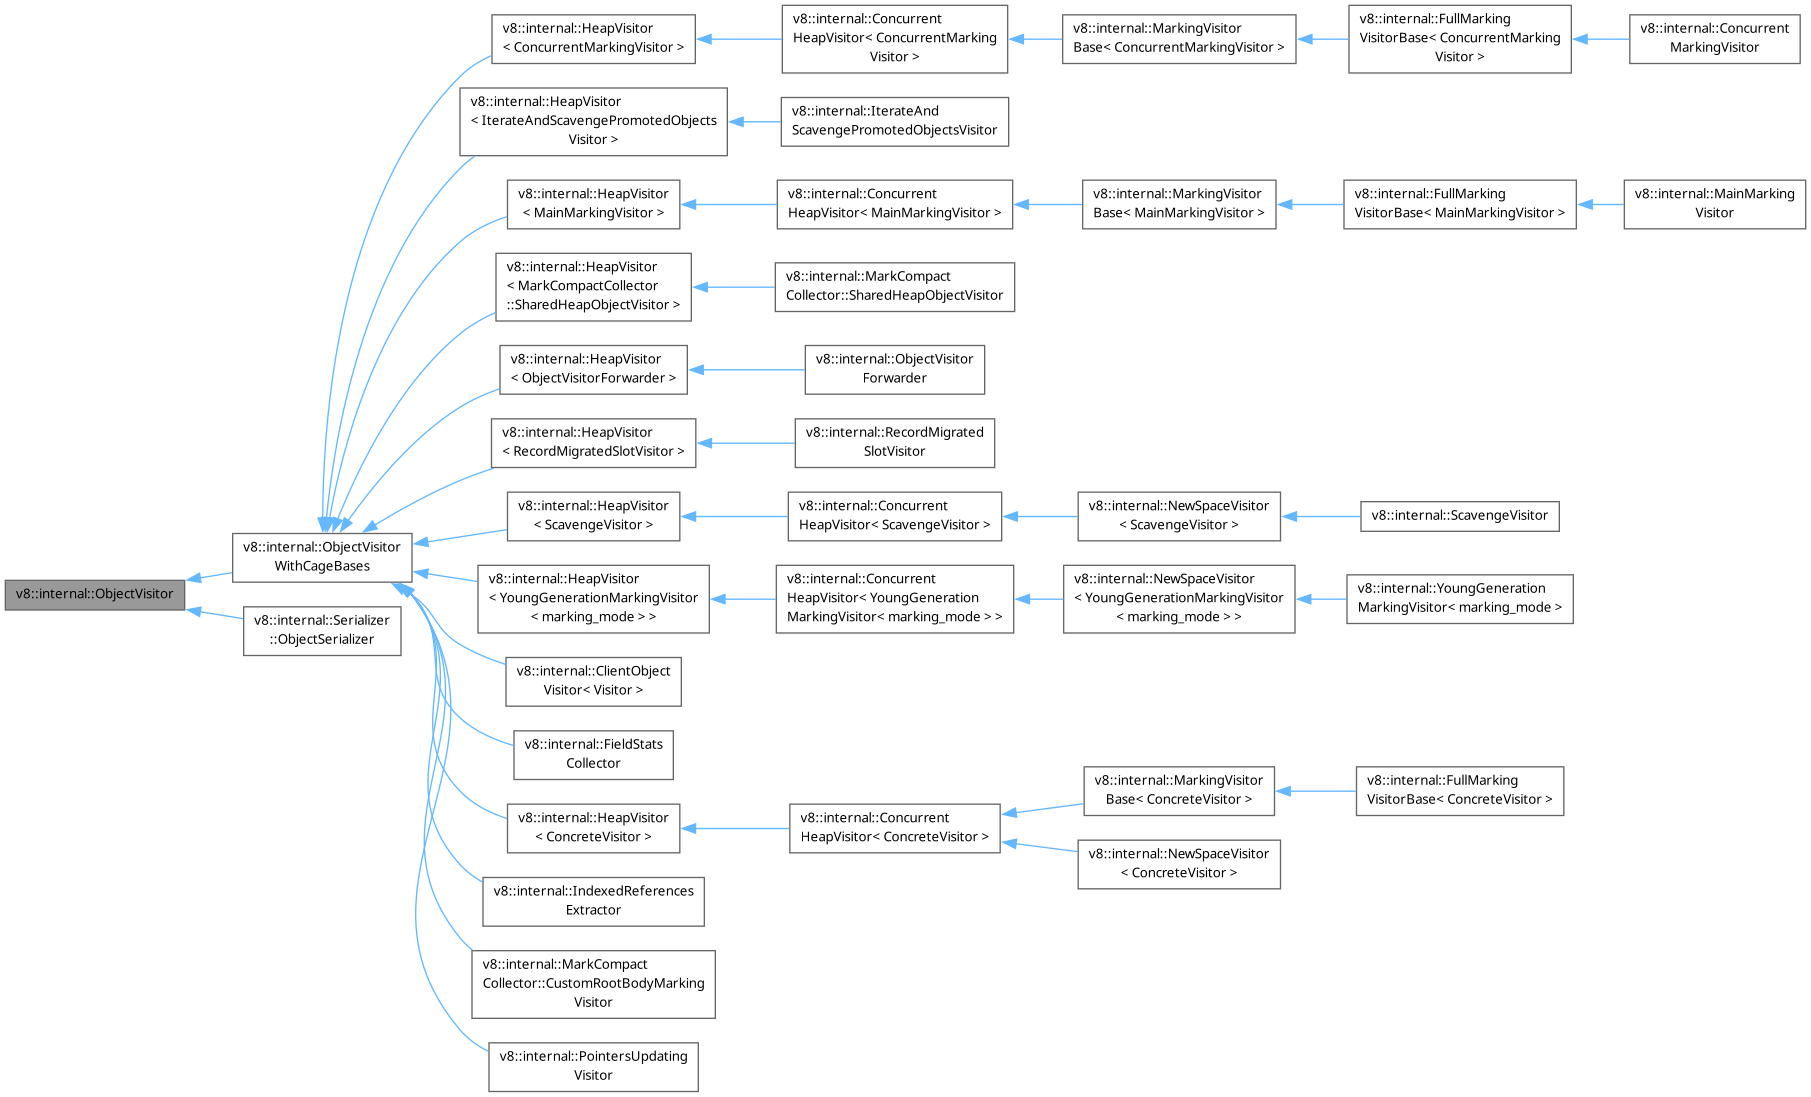 v8::internal::ObjectVisitor
v8::internal::ObjectVisitor
WithCageBases
v8::internal::Serializer
::ObjectSerializer
v8::internal::HeapVisitor
< ConcurrentMarkingVisitor >
v8::internal::Concurrent
HeapVisitor< ConcurrentMarking
Visitor >
v8::internal::MarkingVisitor
Base< ConcurrentMarkingVisitor >
v8::internal::FullMarking
VisitorBase< ConcurrentMarking
Visitor >
v8::internal::Concurrent
MarkingVisitor
v8::internal::HeapVisitor
< IterateAndScavengePromotedObjects
Visitor >
v8::internal::IterateAnd
ScavengePromotedObjectsVisitor
v8::internal::HeapVisitor
< MainMarkingVisitor >
v8::internal::Concurrent
HeapVisitor< MainMarkingVisitor >
v8::internal::MarkingVisitor
Base< MainMarkingVisitor >
v8::internal::FullMarking
VisitorBase< MainMarkingVisitor >
v8::internal::MainMarking
Visitor
v8::internal::HeapVisitor
< MarkCompactCollector
::SharedHeapObjectVisitor >
v8::internal::MarkCompact
Collector::SharedHeapObjectVisitor
v8::internal::HeapVisitor
< ObjectVisitorForwarder >
v8::internal::ObjectVisitor
Forwarder
v8::internal::HeapVisitor
< RecordMigratedSlotVisitor >
v8::internal::RecordMigrated
SlotVisitor
v8::internal::HeapVisitor
< ScavengeVisitor >
v8::internal::Concurrent
HeapVisitor< ScavengeVisitor >
v8::internal::NewSpaceVisitor
< ScavengeVisitor >
v8::internal::ScavengeVisitor
v8::internal::HeapVisitor
< YoungGenerationMarkingVisitor
< marking_mode > >
v8::internal::Concurrent
HeapVisitor< YoungGeneration
MarkingVisitor< marking_mode > >
v8::internal::NewSpaceVisitor
< YoungGenerationMarkingVisitor
< marking_mode > >
v8::internal::YoungGeneration
MarkingVisitor< marking_mode >
v8::internal::ClientObject
Visitor< Visitor >
v8::internal::FieldStats
Collector
v8::internal::HeapVisitor
< ConcreteVisitor >
v8::internal::Concurrent
HeapVisitor< ConcreteVisitor >
v8::internal::MarkingVisitor
Base< ConcreteVisitor >
v8::internal::FullMarking
VisitorBase< ConcreteVisitor >
v8::internal::NewSpaceVisitor
< ConcreteVisitor >
v8::internal::IndexedReferences
Extractor
v8::internal::MarkCompact
Collector::CustomRootBodyMarking
Visitor
v8::internal::PointersUpdating
Visitor